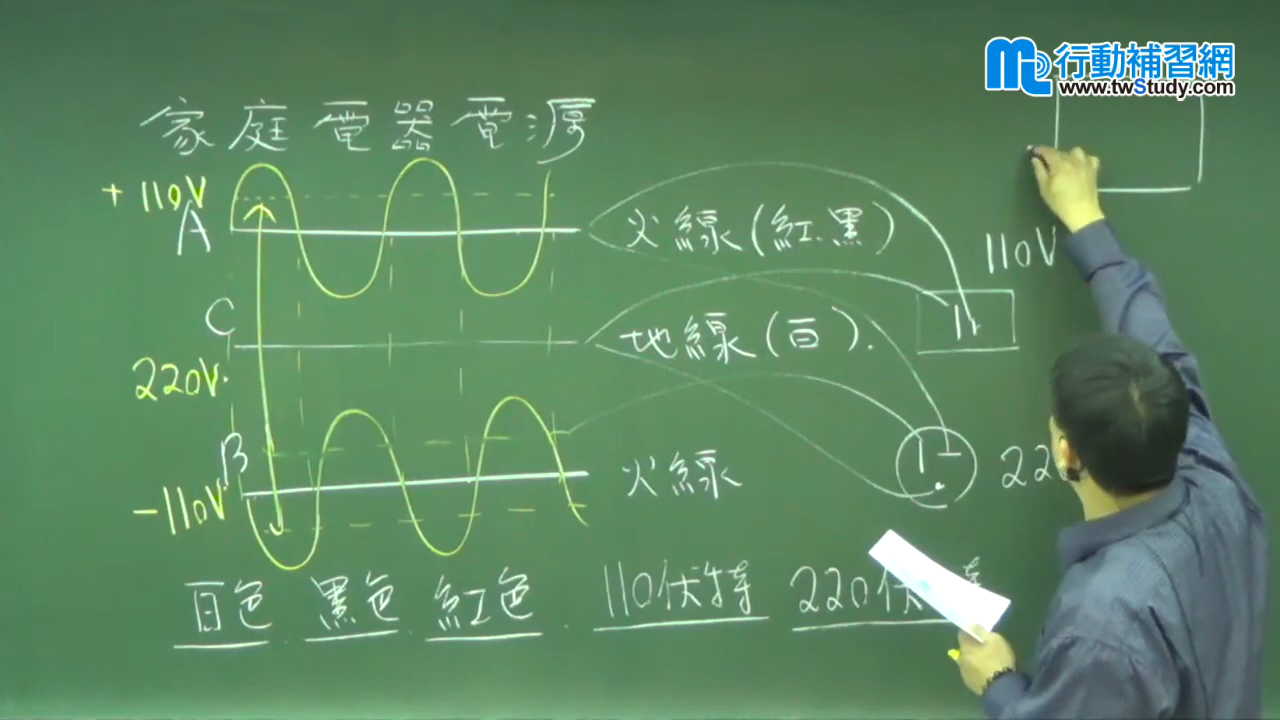 行動補習網
www.twStudy.com
家庭電器電源
+110V
A
火線(紅.黑)
110V
C
地線(白).
220V.
B
火線
-110V
白色.黑色.紅色.110伏特 220伏